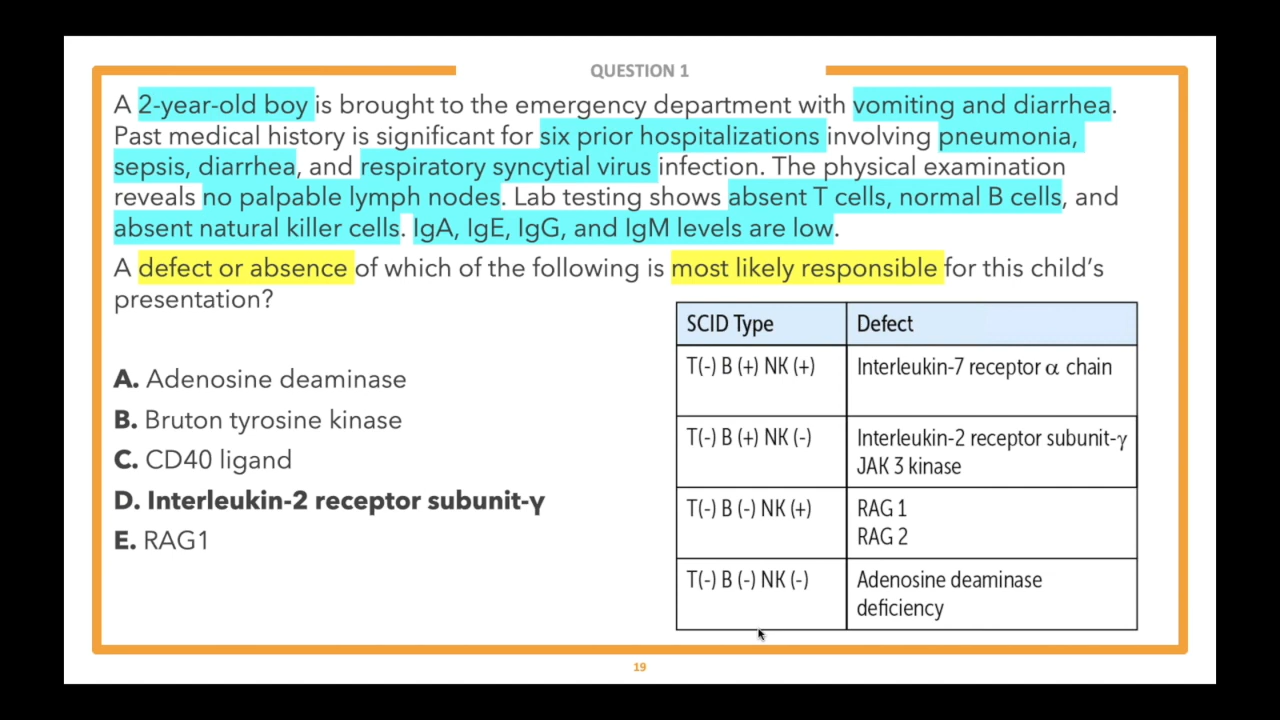 QUESTION 1
A 2-year-old boy is brought to the emergency department with vomiting and diarrhea.
Past medical history is significant for six prior hospitalizations involving pneumonia,
sepsis, diarrhea, and respiratory syncytial virus infection. The physical examination
reveals no palpable lymph nodes. Lab testing shows absent T cells, normal B cells, and
absent natural killer cells. IgA, IgE, IgG, and IgM levels are low.
A defect or absence of which of the following is most likely responsible for this child’s
presentation?
A. Adenosine deaminase
B. Bruton tyrosine kinase
C. CD40 ligand
D. Interleukin-2 receptor subunit-γ
E. RAG1
SCID Type Defect
T(-) B (+) NK (+) Interleukin-7 receptor α chain
T(-) B (+) NK (-) Interleukin-2 receptor subunit-γ
JAK 3 kinase
T(-) B (-) NK (+) RAG 1
RAG 2
T(-) B (-) NK (-) Adenosine deaminase
deficiency
19